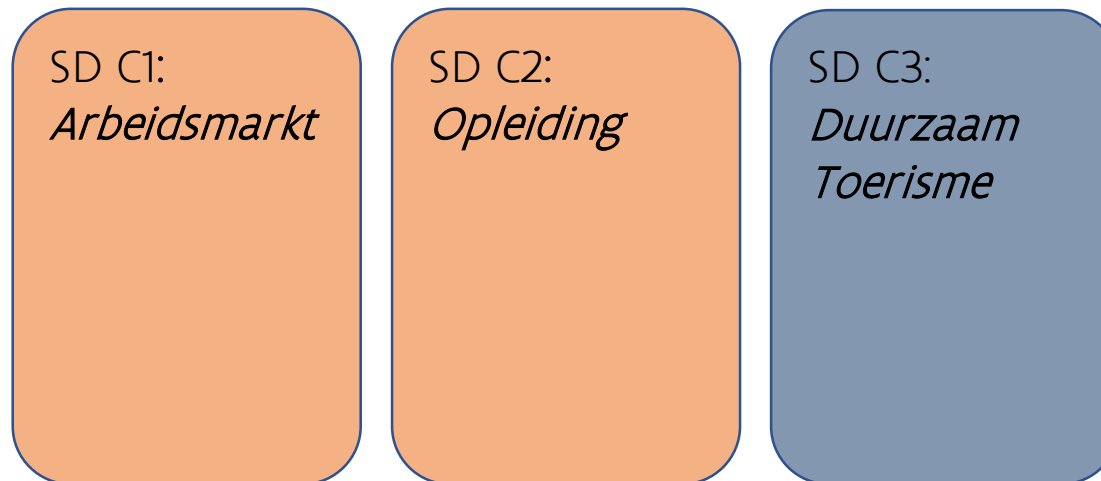 SD C1:
Arbeidsmarkt
SD C2:
Opleiding
SD C3:
Duurzaam
Toerisme